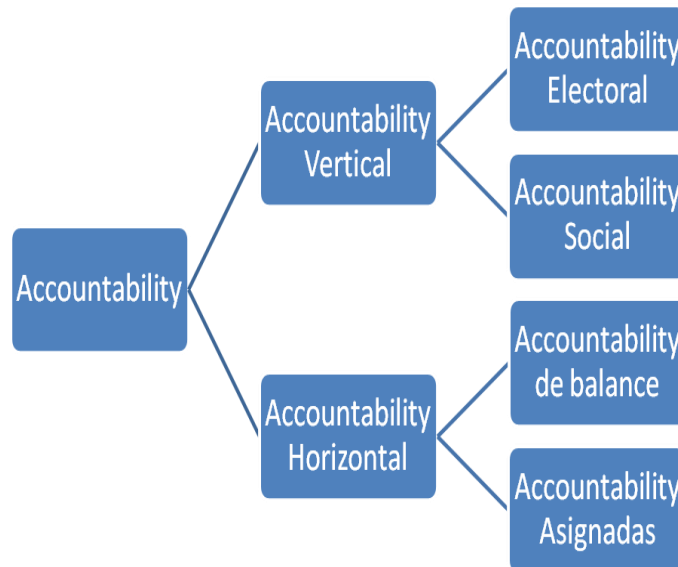 Accountability
Accountability
Vertical
Accountability
Electoral
Accountability
Social
Accountability
Horizontal
Accountability
de balance
Accountability
Asignadas